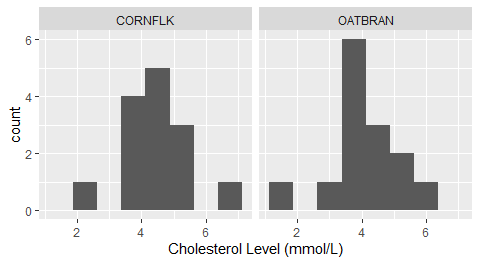 CORNFLK
OATBRAN
6
4
2
0
count
2 4 6 2 4 6
Cholesterol Level (mmol/L)